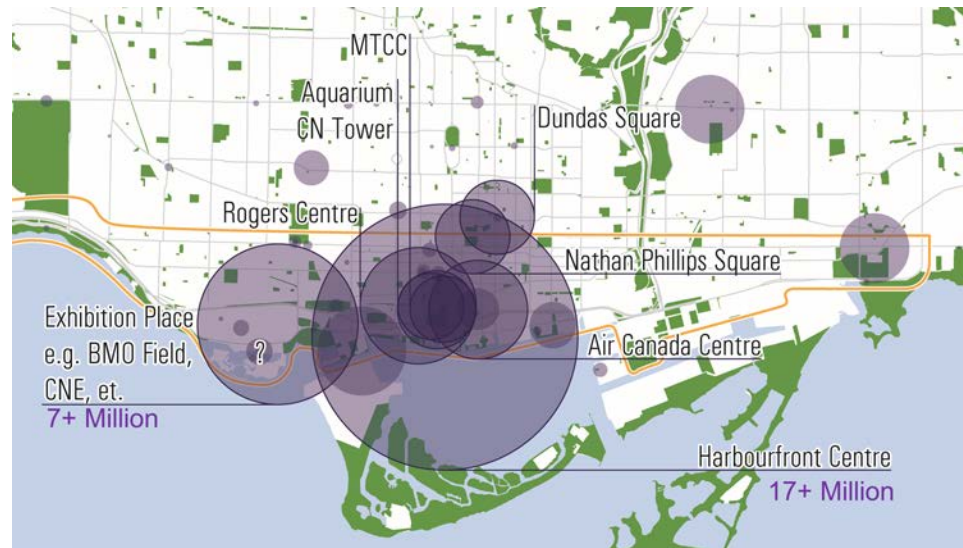 MTCC
Aquarium
CN Tower
Dundas Square
Rogers Centre
Nathan Phillips Square
Exhibition Place
e.g. BMO Field,
CNE, et.
7+ Million
?
Air Canada Centre
Harbourfront Centre
17+ Million